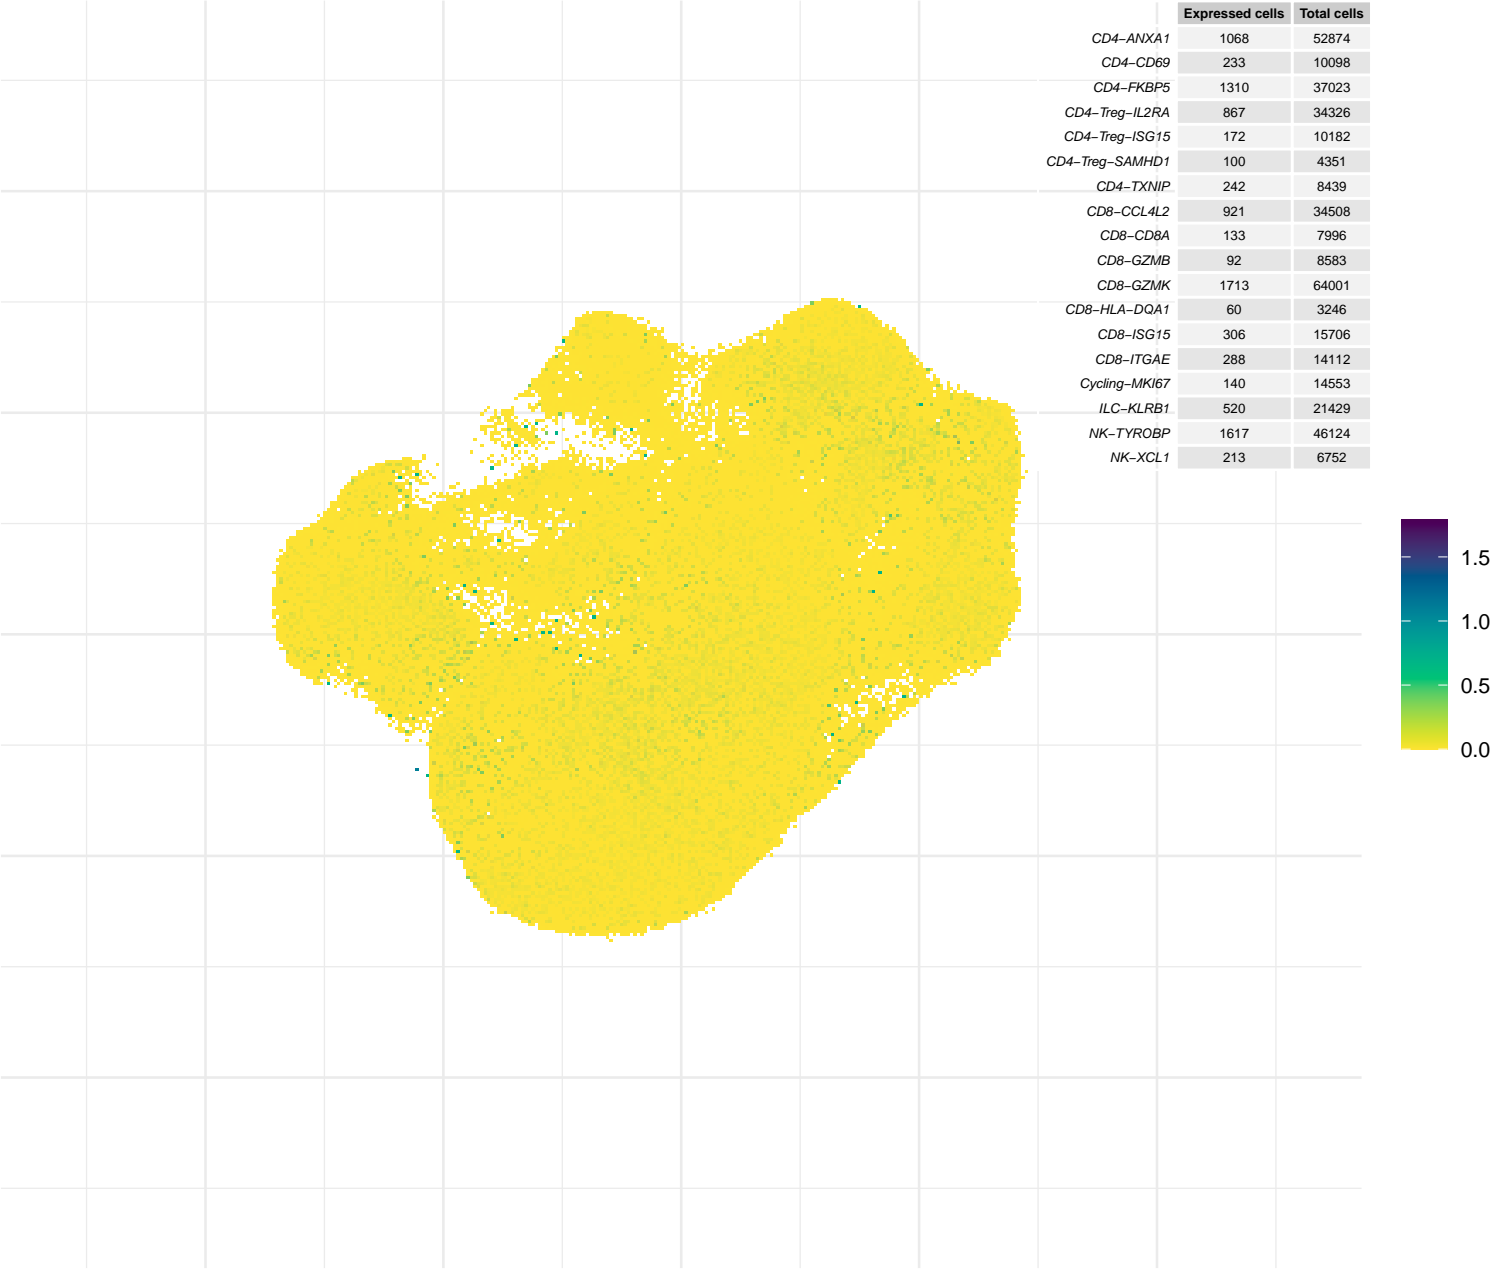 Expressed cells Total cells
CD4−ANXA1 1068 52874
CD4−CD69 233 10098
CD4−FKBP5 1310 37023
CD4−Treg−IL2RA 867 34326
CD4−Treg−ISG15 172 10182
CD4−Treg−SAMHD1 100 4351
CD4−TXNIP 242 8439
CD8−CCL4L2 921 34508
CD8−CD8A 133 7996
CD8−GZMB 92 8583
CD8−GZMK 1713 64001
CD8−HLA−DQA1 60 3246
CD8−ISG15 306 15706
CD8−ITGAE 288 14112
Cycling−MKI67 140 14553
ILC−KLRB1 520 21429
NK−TYROBP 1617 46124
NK−XCL1 213 6752
1.5
1.0
0.5
0.0